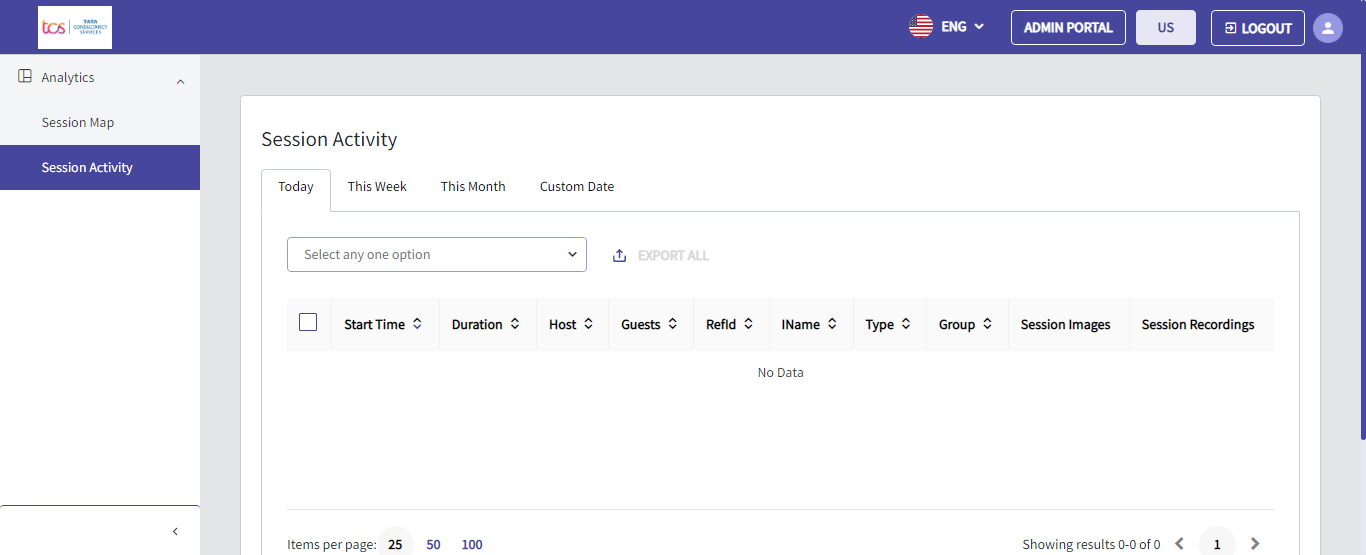 tcs TATA CONSULTANCY SERVICES
ENG
ADMIN PORTAL
US
LOGOUT
Analytics
Session Map
Session Activity
Session Activity
Today This Week This Month Custom Date
Select any one option
EXPORT ALL
Start Time Duration Host Guests RefId IName Type Group Session Images Session Recordings
No Data
Items per page: 25 50 100
Showing results 0-0 of 0 1